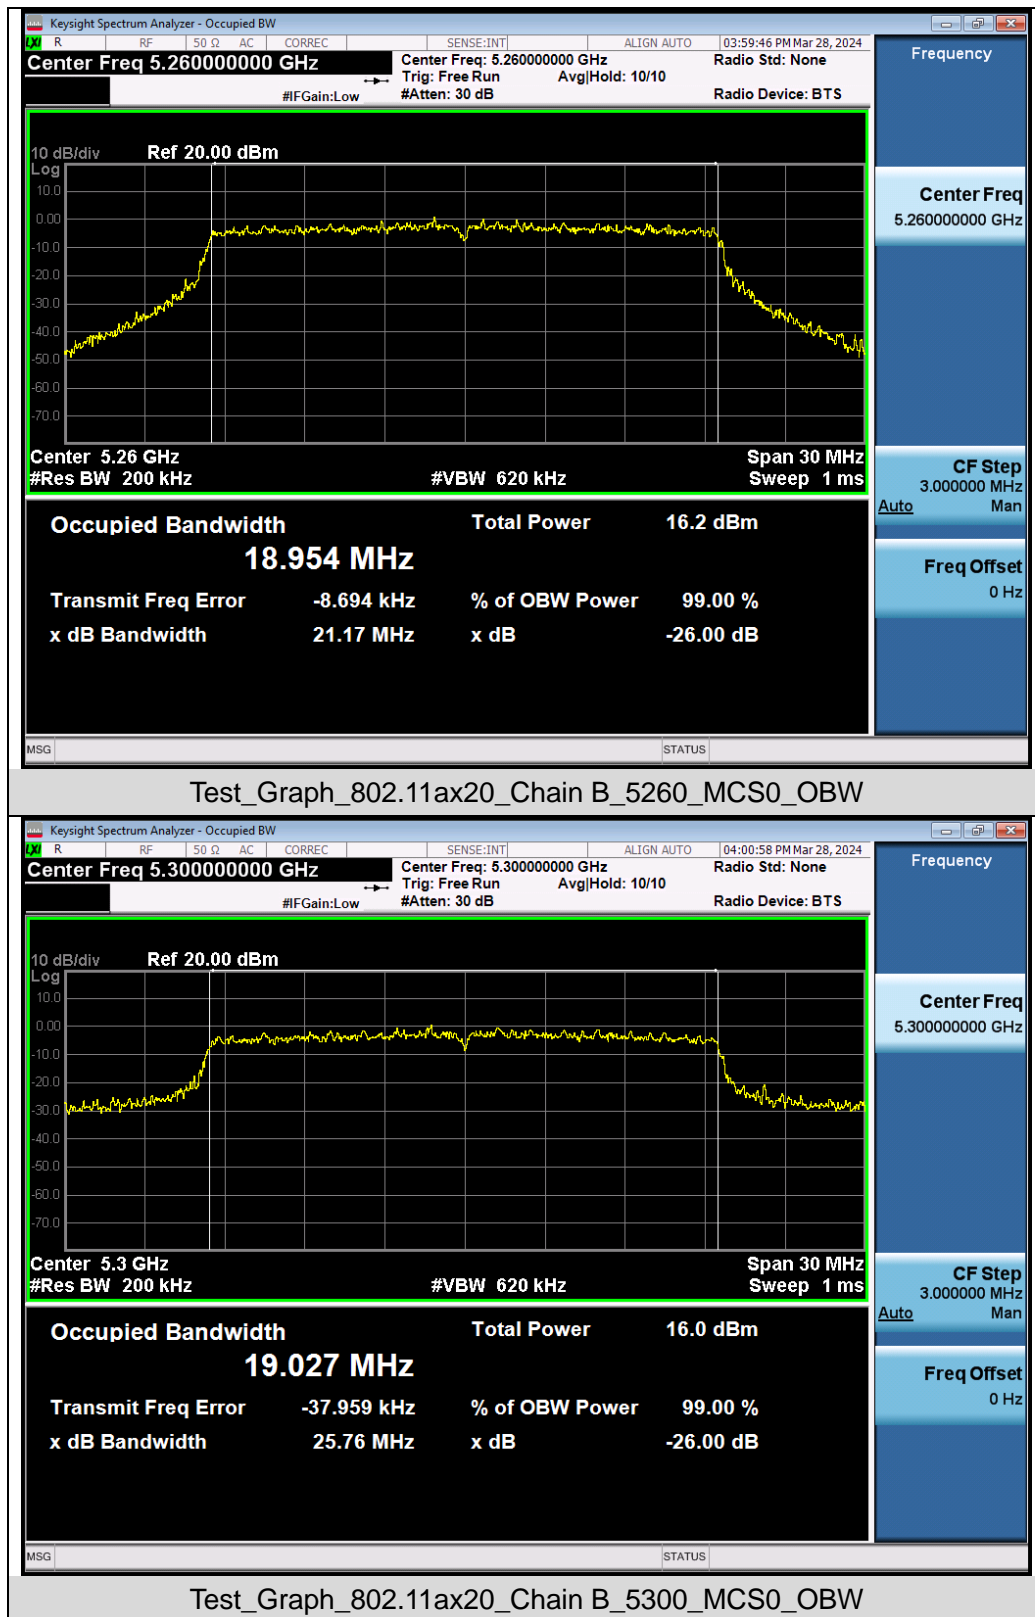 Keysight Spectrum Analyzer - Occupied BW
LXI R RF 50 Ω AC CORREC SENSE:INT ALIGN AUTO 03:59:46 PM Mar 28, 2024
Center Freq 5.260000000 GHz Center Freq: 5.260000000 GHz Radio Std: None Frequency
Trig: Free Run Avg|Hold: 10/10
#IFGain:Low #Atten: 30 dB Radio Device: BTS
10 dB/div Ref 20.00 dBm
Log
10.0
0.00
-10.0
-20.0
-30.0
-40.0
-50.0
-60.0
-70.0
Center Freq
5.260000000 GHz
Center 5.26 GHz Span 30 MHz
#Res BW 200 kHz #VBW 620 kHz Sweep 1 ms
CF Step
3.000000 MHz
Auto Man
Occupied Bandwidth Total Power 16.2 dBm
18.954 MHz
Freq Offset
0 Hz
Transmit Freq Error -8.694 kHz % of OBW Power 99.00 %
x dB Bandwidth 21.17 MHz x dB -26.00 dB
MSG STATUS
Test_Graph_802.11ax20_Chain B_5260_MCS0_OBW
Keysight Spectrum Analyzer - Occupied BW
LXI R RF 50 Ω AC CORREC SENSE:INT ALIGN AUTO 04:00:58 PM Mar 28, 2024
Center Freq 5.300000000 GHz Center Freq: 5.300000000 GHz Radio Std: None Frequency
Trig: Free Run Avg|Hold: 10/10
#IFGain:Low #Atten: 30 dB Radio Device: BTS
10 dB/div Ref 20.00 dBm
Log
10.0
0.00
-10.0
-20.0
-30.0
-40.0
-50.0
-60.0
-70.0
Center Freq
5.300000000 GHz
Center 5.3 GHz Span 30 MHz
#Res BW 200 kHz #VBW 620 kHz Sweep 1 ms
CF Step
3.000000 MHz
Auto Man
Occupied Bandwidth Total Power 16.0 dBm
19.027 MHz
Freq Offset
0 Hz
Transmit Freq Error -37.959 kHz % of OBW Power 99.00 %
x dB Bandwidth 25.76 MHz x dB -26.00 dB
MSG STATUS
Test_Graph_802.11ax20_Chain B_5300_MCS0_OBW